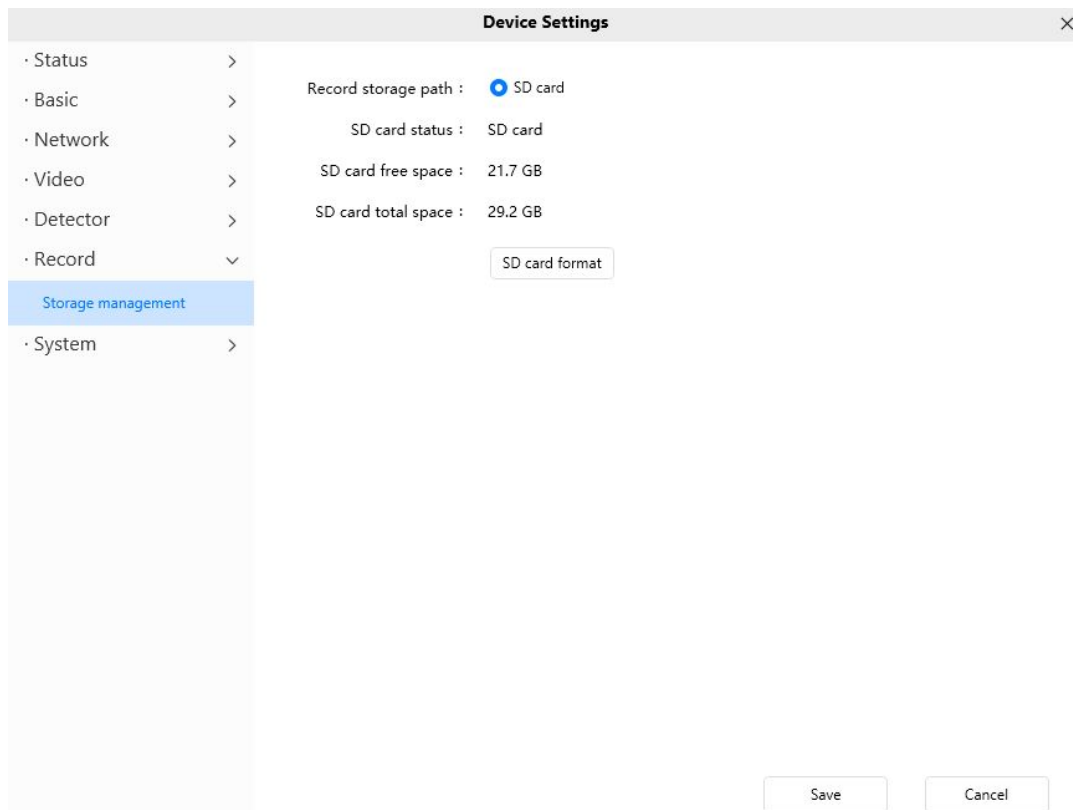 Device Settings
· Status
· Basic
· Network
· Video
· Detector
· Record
Storage management
· System
Record storage path : SD card
SD card status : SD card
SD card free space : 21.7 GB
SD card total space : 29.2 GB
SD card format
Save
Cancel